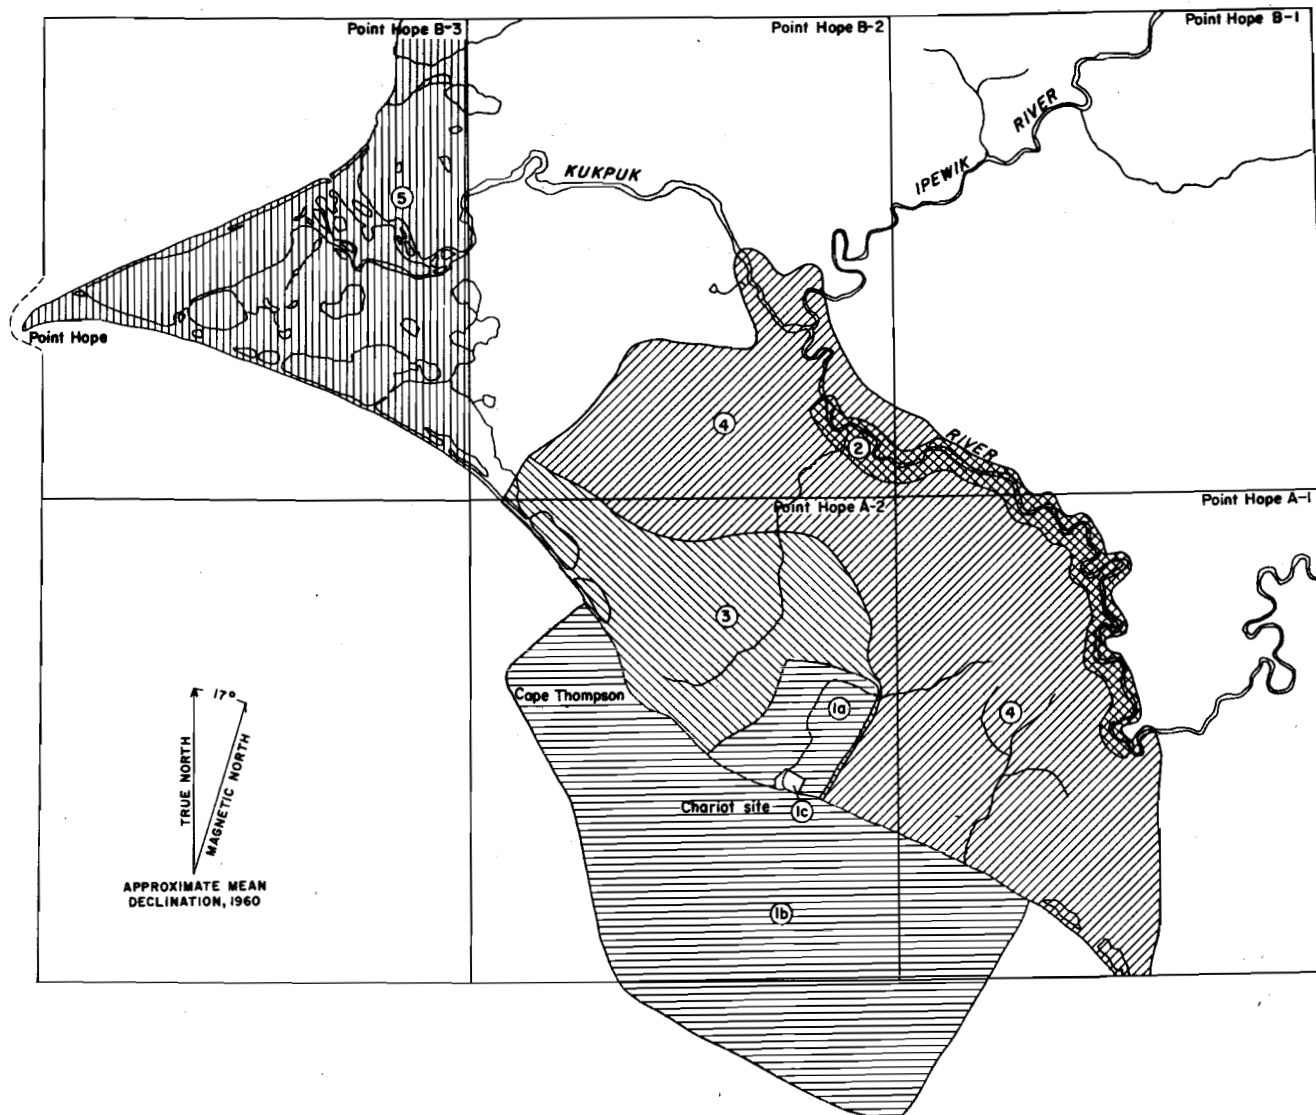 Point Hope B-3
Point Hope B-2
Point Hope B-1
KUKPUK
IPEWIK
RIVER
5
Point Hope
4
2
RIVER
Point Hope A-2
Point Hope A-1
3
17°
Cape Thompson
1a
4
TRUE NORTH
MAGNETIC NORTH
Chariot site
1c
APPROXIMATE MEAN
DECLINATION, 1960
1b